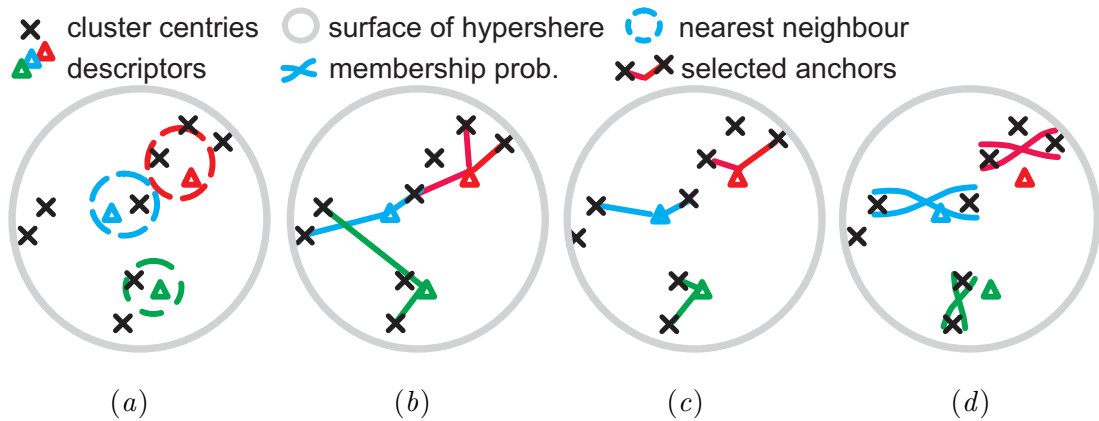 cluster centries surface of hypershere nearest neighbour
descriptors membership prob. selected anchors
(a) (b) (c) (d)